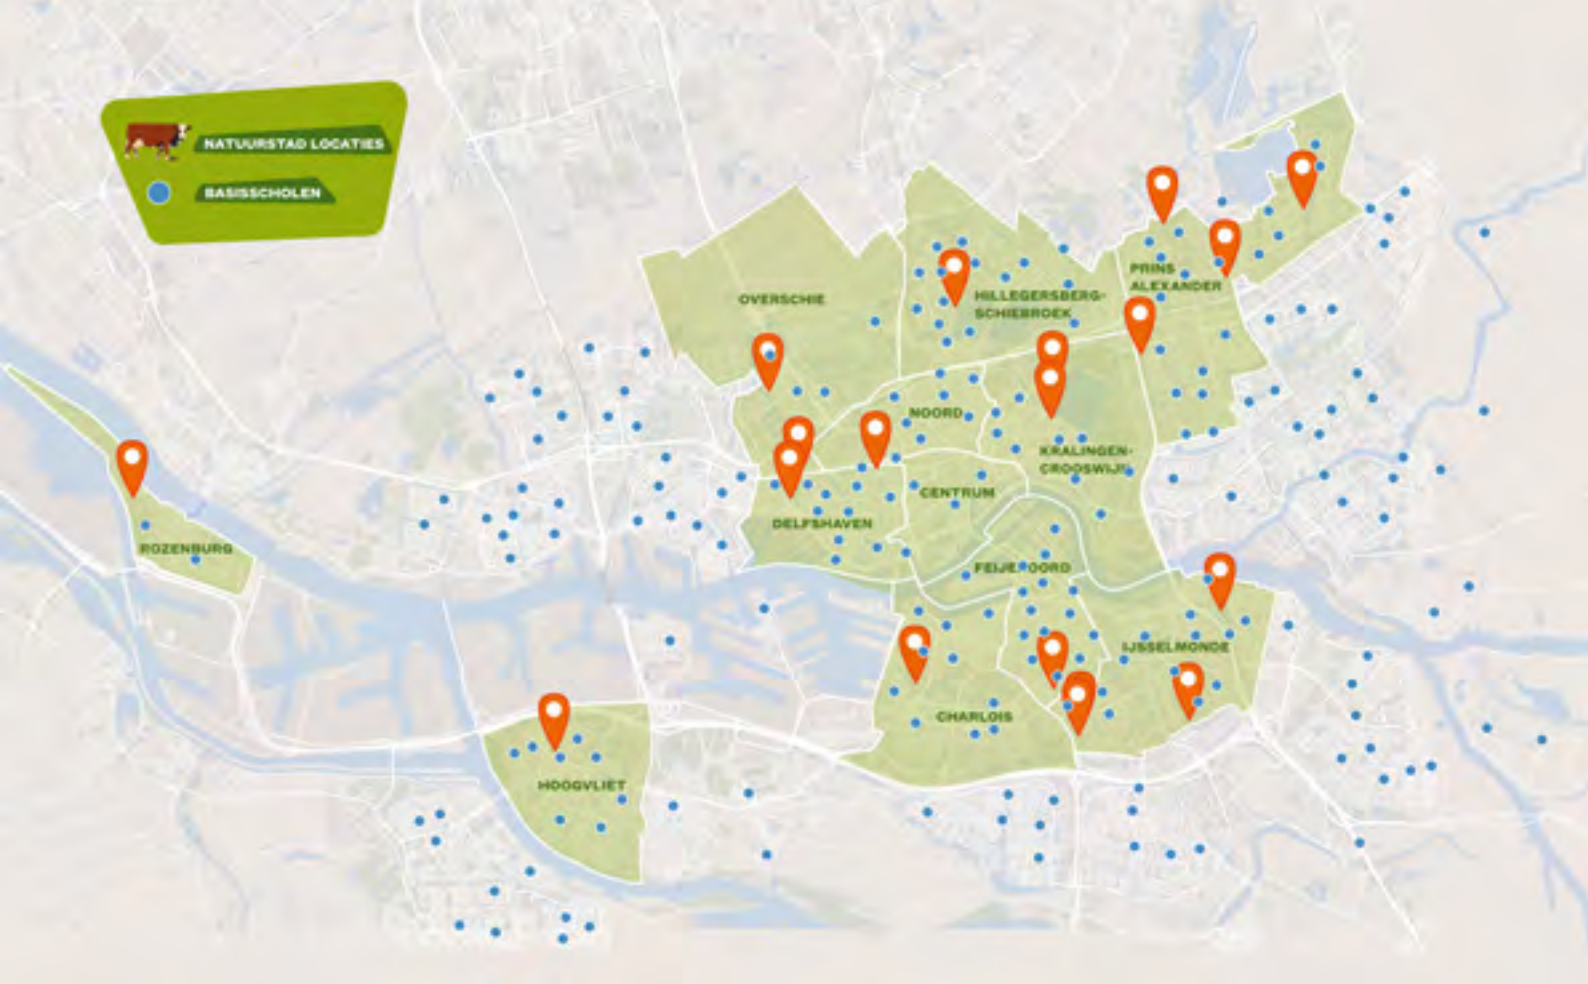 NATUURSTAD LOCATIES
BASISSCHOLEN
OVERSCHIE
HILLEGERSBERG-
SCHIEBROEK
PRINS
ALEXANDER
NOORD
KRALINGEN-
CROOSWIJK
CENTRUM
DELFSHAVEN
ROZENBURG
FEIJENOORD
IJSSELMONDE
CHARLOIS
HOOGVLIET